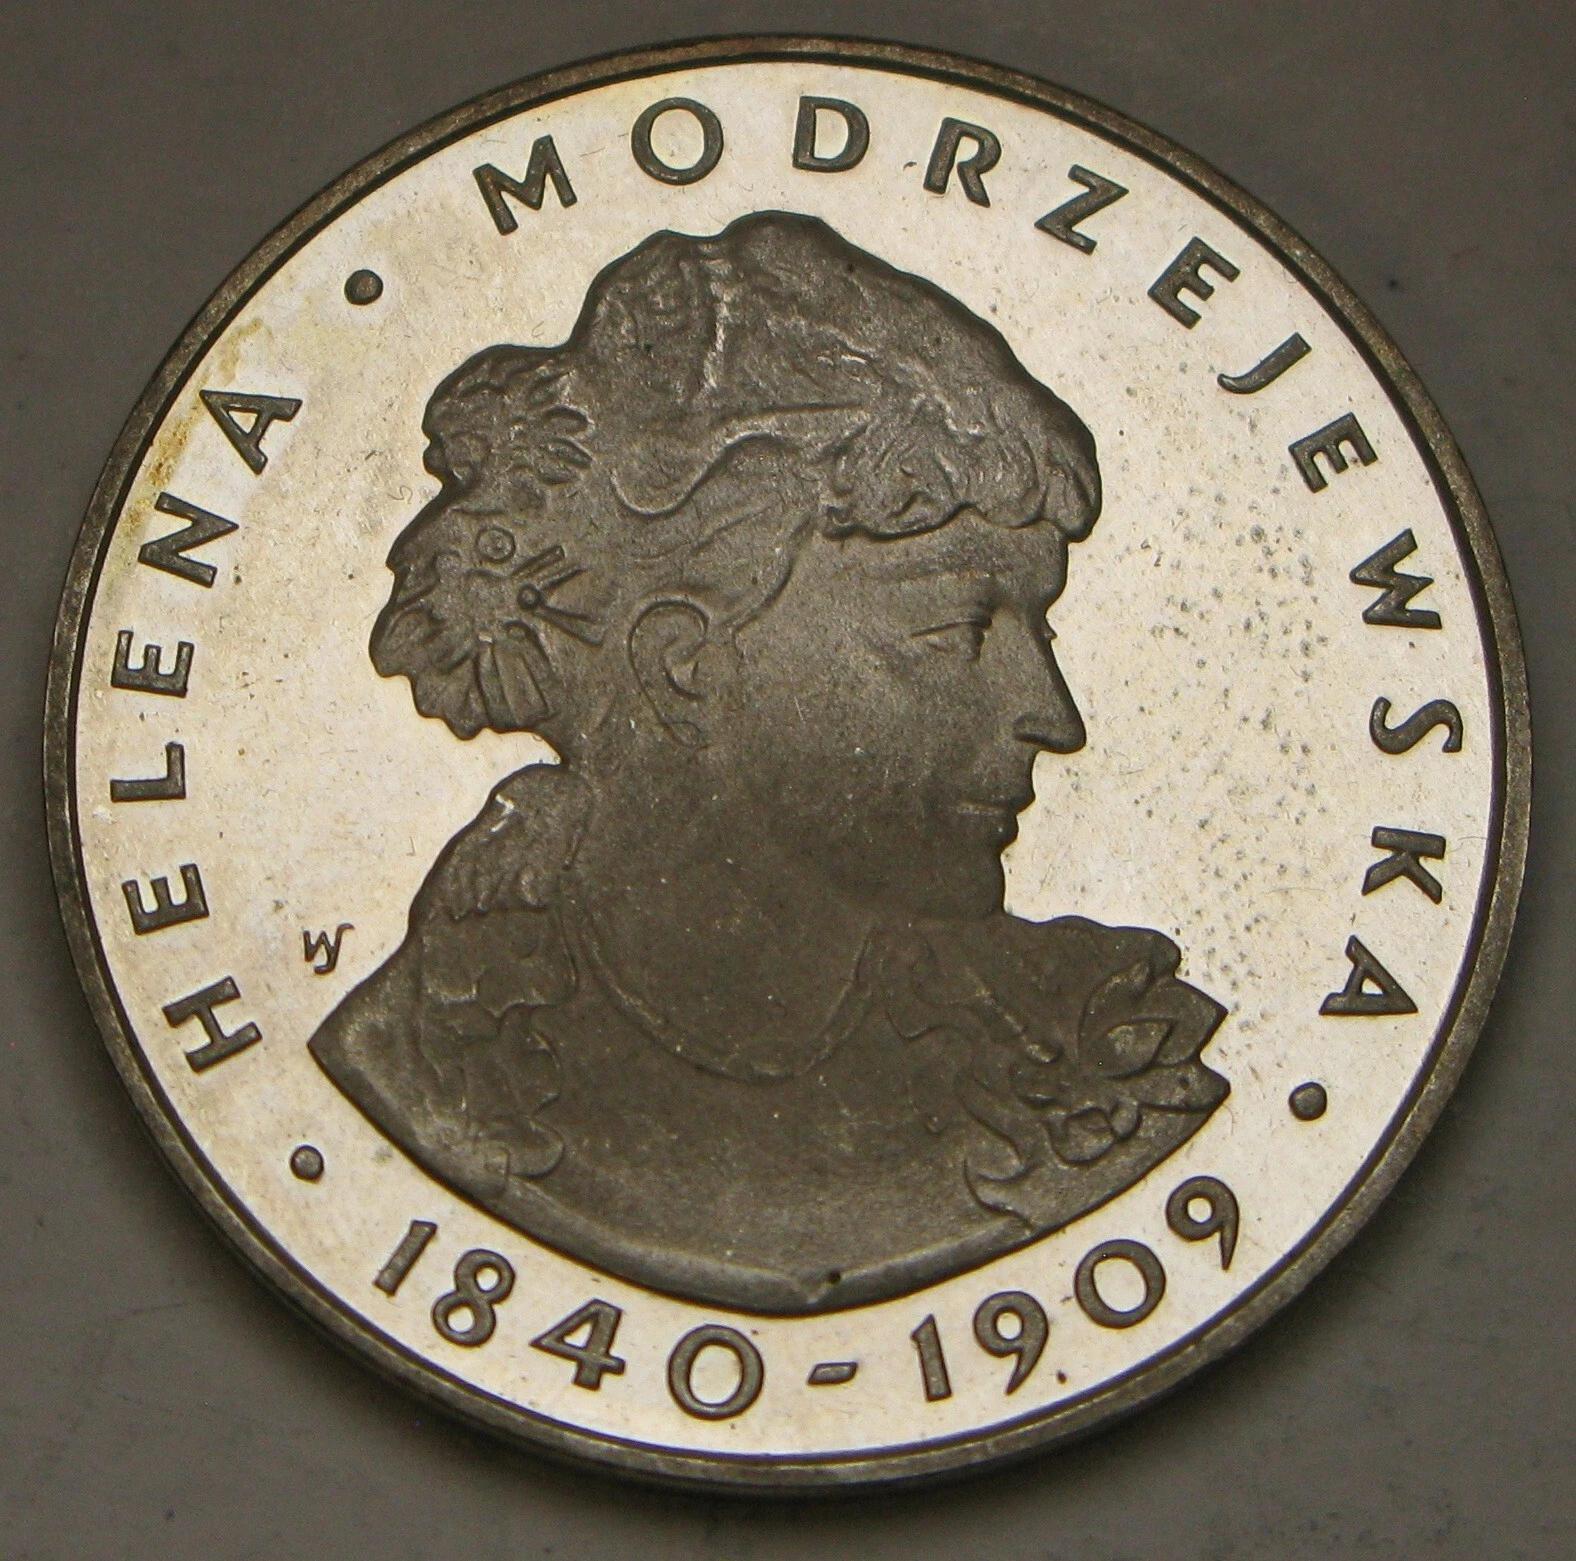 HELENA • MODRZEJEWSKA
• 1840-1909 •